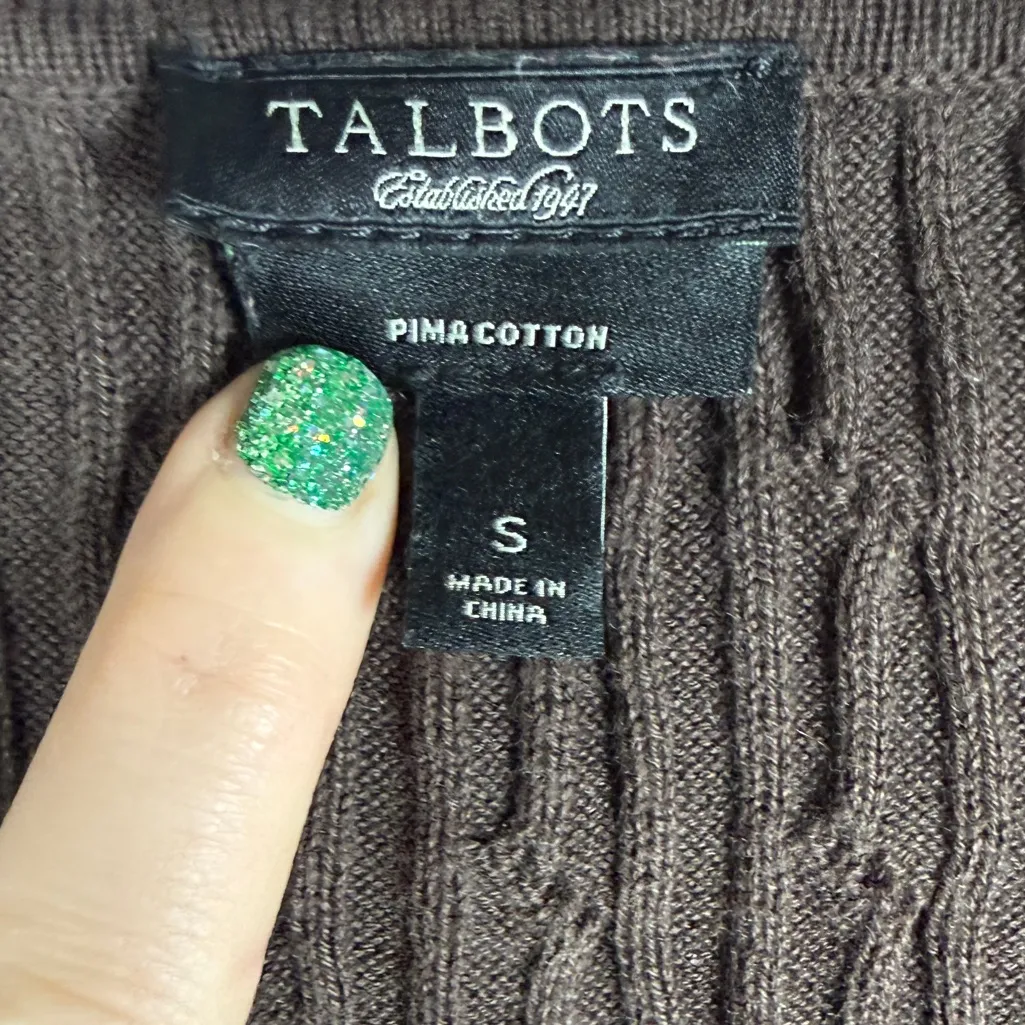 TALBOTS
Established 1947
PIMA COTTON
S
MADE IN
CHINA